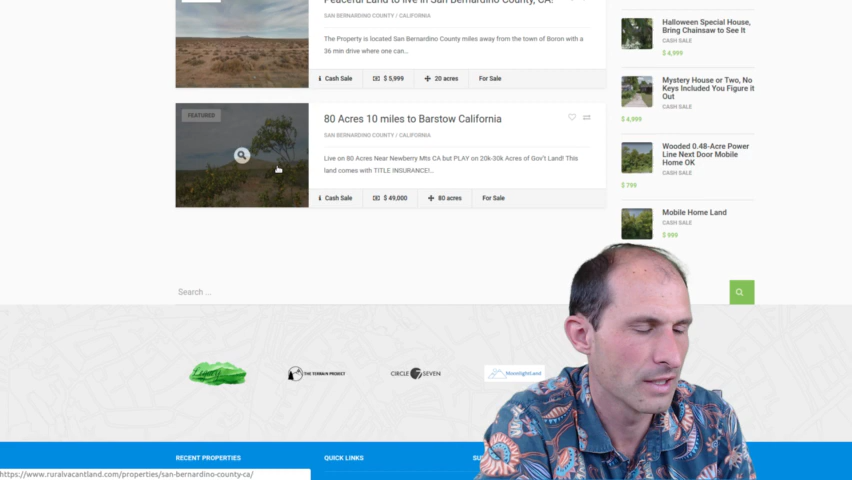 Peaceful Land to live in San Bernardino County, CA!
SAN BERNARDINO COUNTY / CALIFORNIA
The Property is located San Bernardino County miles away from the town of Boron with a
36 min drive where one can...
Cash Sale
$ 5,999
20 acres
For Sale
FEATURED
80 Acres 10 miles to Barstow California
SAN BERNARDINO COUNTY / CALIFORNIA
Live on 80 Acres Near Newberry Mts CA but PLAY on 20k-30k Acres of Gov't Land! This
land comes with TITLE INSURANCE!...
Cash Sale
$ 49,000
80 acres
For Sale
Halloween Special House,
Bring Chainsaw to See It
CASH SALE
$ 4,999
Mystery House or Two, No
Keys Included You Figure it
Out
CASH SALE
$ 4,999
Wooded 0.48-Acre Power
Line Next Door Mobile
Home OK
CASH SALE
$ 799
Mobile Home Land
CASH SALE
$ 999
Search ...
Legacy
THE TERRAIN PROJECT
CIRCLE SEVEN
MoonlightLand
RECENT PROPERTIES
QUICK LINKS
https://www.ruralvacantland.com/properties/san-bernardino-county-ca/